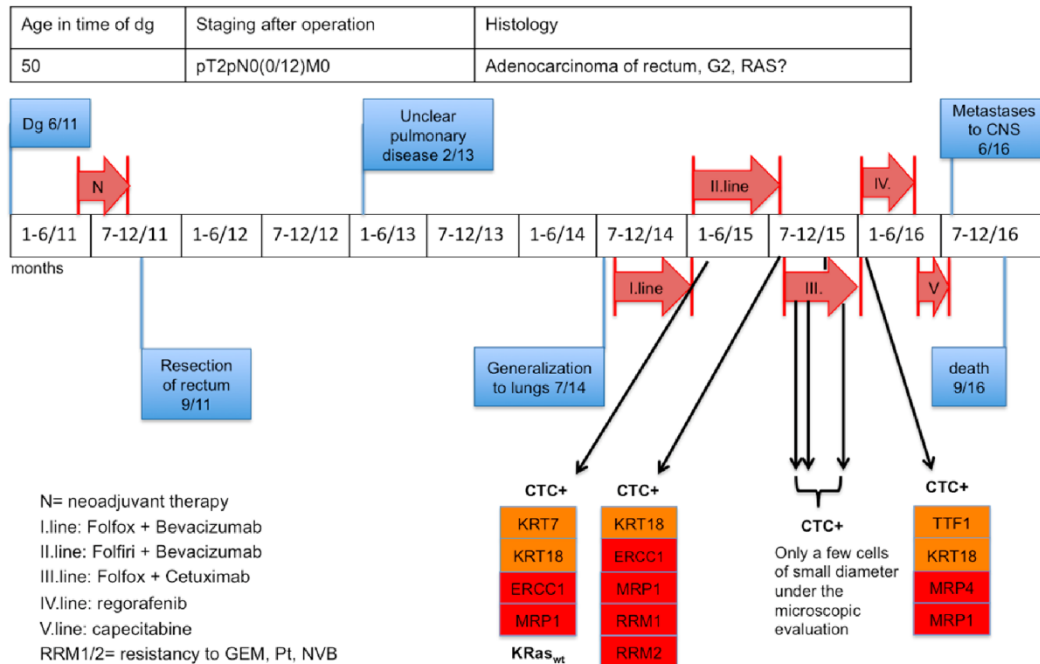 Age in time of dg
Staging after operation
Histology
50
pT2pN0(0/12)M0
Adenocarcinoma of rectum, G2, RAS?
Dg 6/11
Unclear
pulmonary
disease 2/13
Metastases
to CNS
6/16
N
II.line
IV.
1-6/11
7-12/11
1-6/12
7-12/12
1-6/13
7-12/13
1-6/14
7-12/14
1-6/15
7-12/15
1-6/16
7-12/16
months
I.line
III.
V
Resection
of rectum
9/11
Generalization
to lungs 7/14
death
9/16
N= neoadjuvant therapy
I.line: Folfox + Bevacizumab
II.line: Folfiri + Bevacizumab
III.line: Folfox + Cetuximab
IV.line: regorafenib
V.line: capecitabine
RRM1/2= resistancy to GEM, Pt, NVB
CTC+
KRT7
KRT18
ERCC1
MRP1
KRas wt
CTC+
KRT18
ERCC1
MRP1
RRM1
RRM2
CTC+
Only a few cells
of small diameter
under the
microscopic
evaluation
CTC+
TTF1
KRT18
MRP4
MRP1